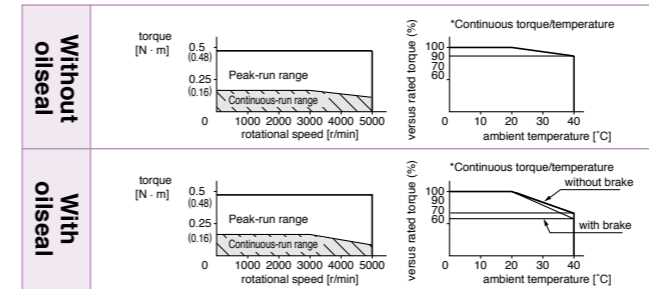 Without
oilseal
torque
[N · m]
0.5
(0.48)
0.25
(0.16)
Peak-run range
Continuous-run range
0 1000 2000 3000 4000 5000
rotational speed [r/min]
*Continuous torque/temperature
versus rated torque (%)
100
90
70
60
0 10 20 30 40
ambient temperature [˚C]
With
oilseal
torque
[N · m]
0.5
(0.48)
0.25
(0.16)
Peak-run range
Continuous-run range
0 1000 2000 3000 4000 5000
rotational speed [r/min]
*Continuous torque/temperature
versus rated torque (%)
without brake
100
90
70
60
with brake
0 10 20 30 40
ambient temperature [˚C]